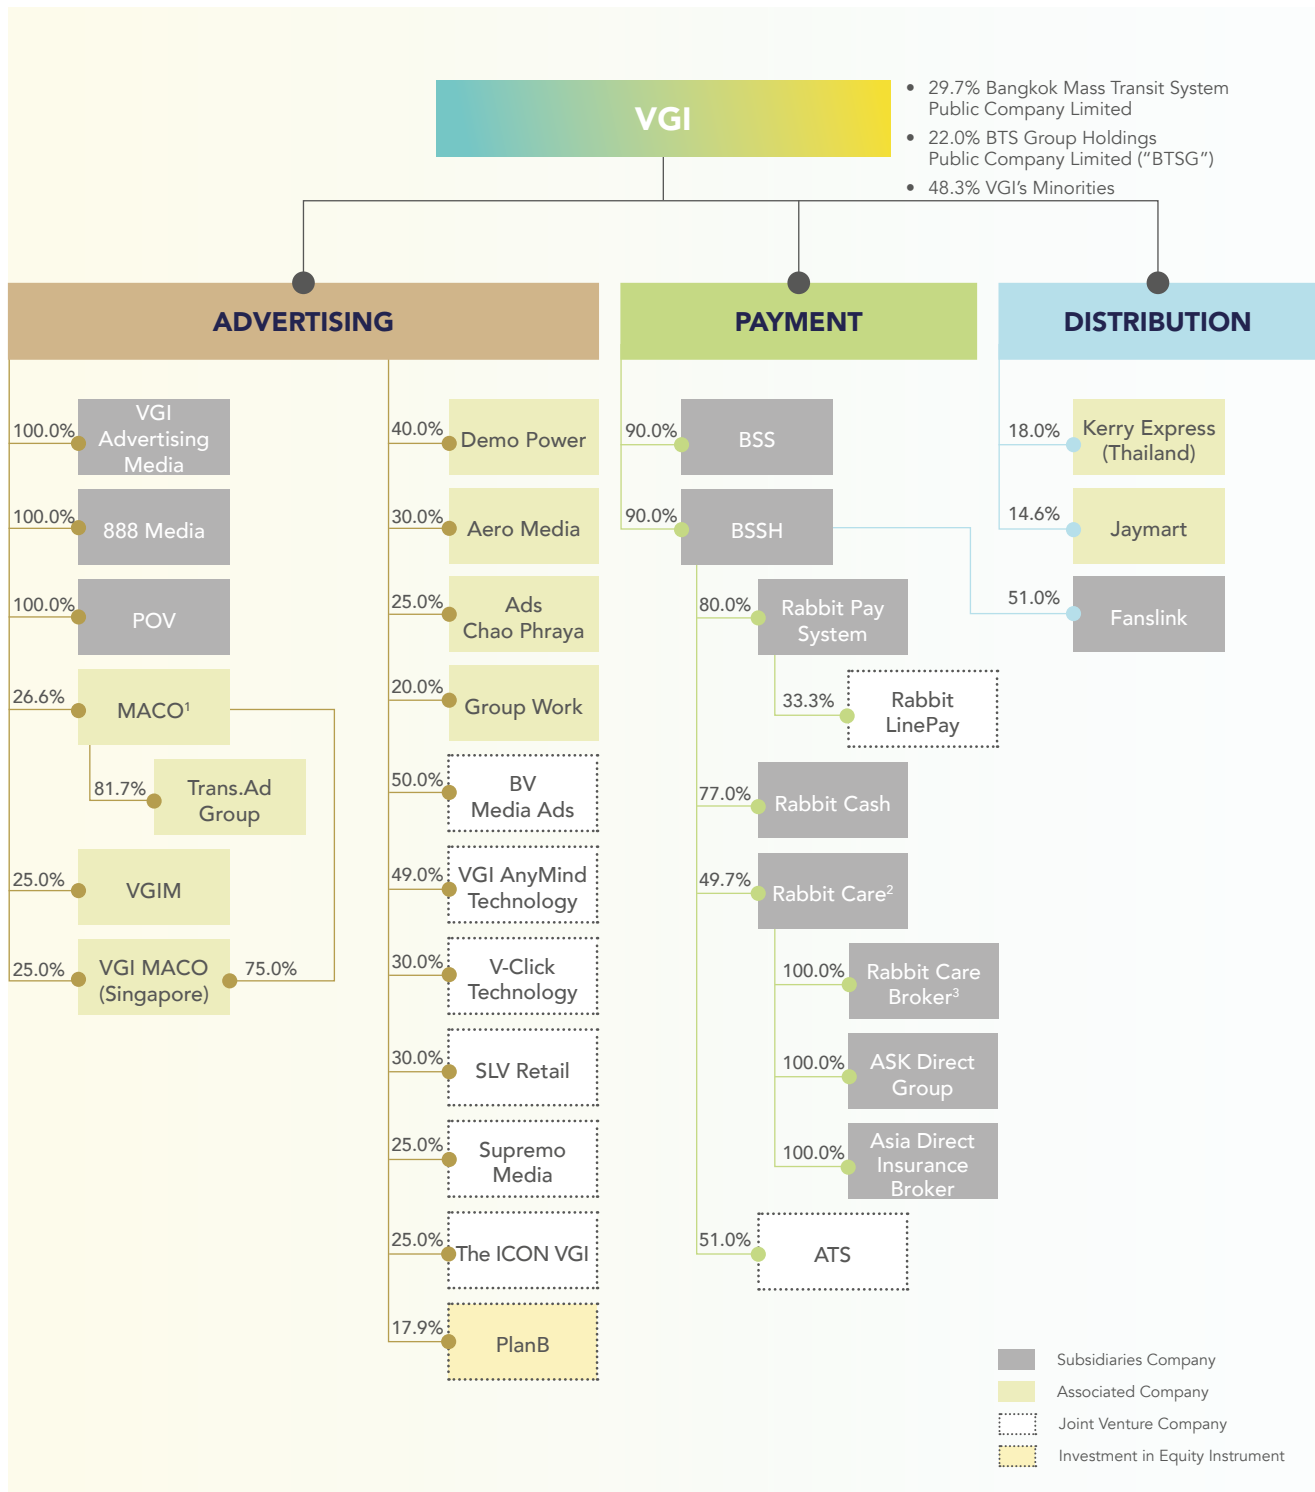 VGI
• 29.7% Bangkok Mass Transit System
Public Company Limited
• 22.0% BTS Group Holdings
Public Company Limited (“BTSG”)
• 48.3% VGI’s Minorities
ADVERTISING
100.0%
VGI
Advertising
Media
100.0%
888 Media
100.0%
POV
26.6%
MACO¹
81.7%
Trans.Ad
Group
25.0%
VGIM
25.0%
VGI MACO
(Singapore)
75.0%
40.0%
Demo Power
30.0%
Aero Media
25.0%
Ads
Chao Phraya
20.0%
Group Work
50.0%
BV
Media Ads
49.0%
VGI AnyMind
Technology
30.0%
V-Click
Technology
30.0%
SLV Retail
25.0%
Supremo
Media
25.0%
The ICON VGI
17.9%
PlanB
PAYMENT
90.0%
BSS
90.0%
BSSH
80.0%
Rabbit Pay
System
33.3%
Rabbit
LinePay
77.0%
Rabbit Cash
49.7%
Rabbit Care²
100.0%
Rabbit Care
Broker³
100.0%
ASK Direct
Group
100.0%
Asia Direct
Insurance
Broker
51.0%
ATS
DISTRIBUTION
18.0%
Kerry Express
(Thailand)
14.6%
Jaymart
51.0%
Fanslink
Subsidiaries Company
Associated Company
Joint Venture Company
Investment in Equity Instrument